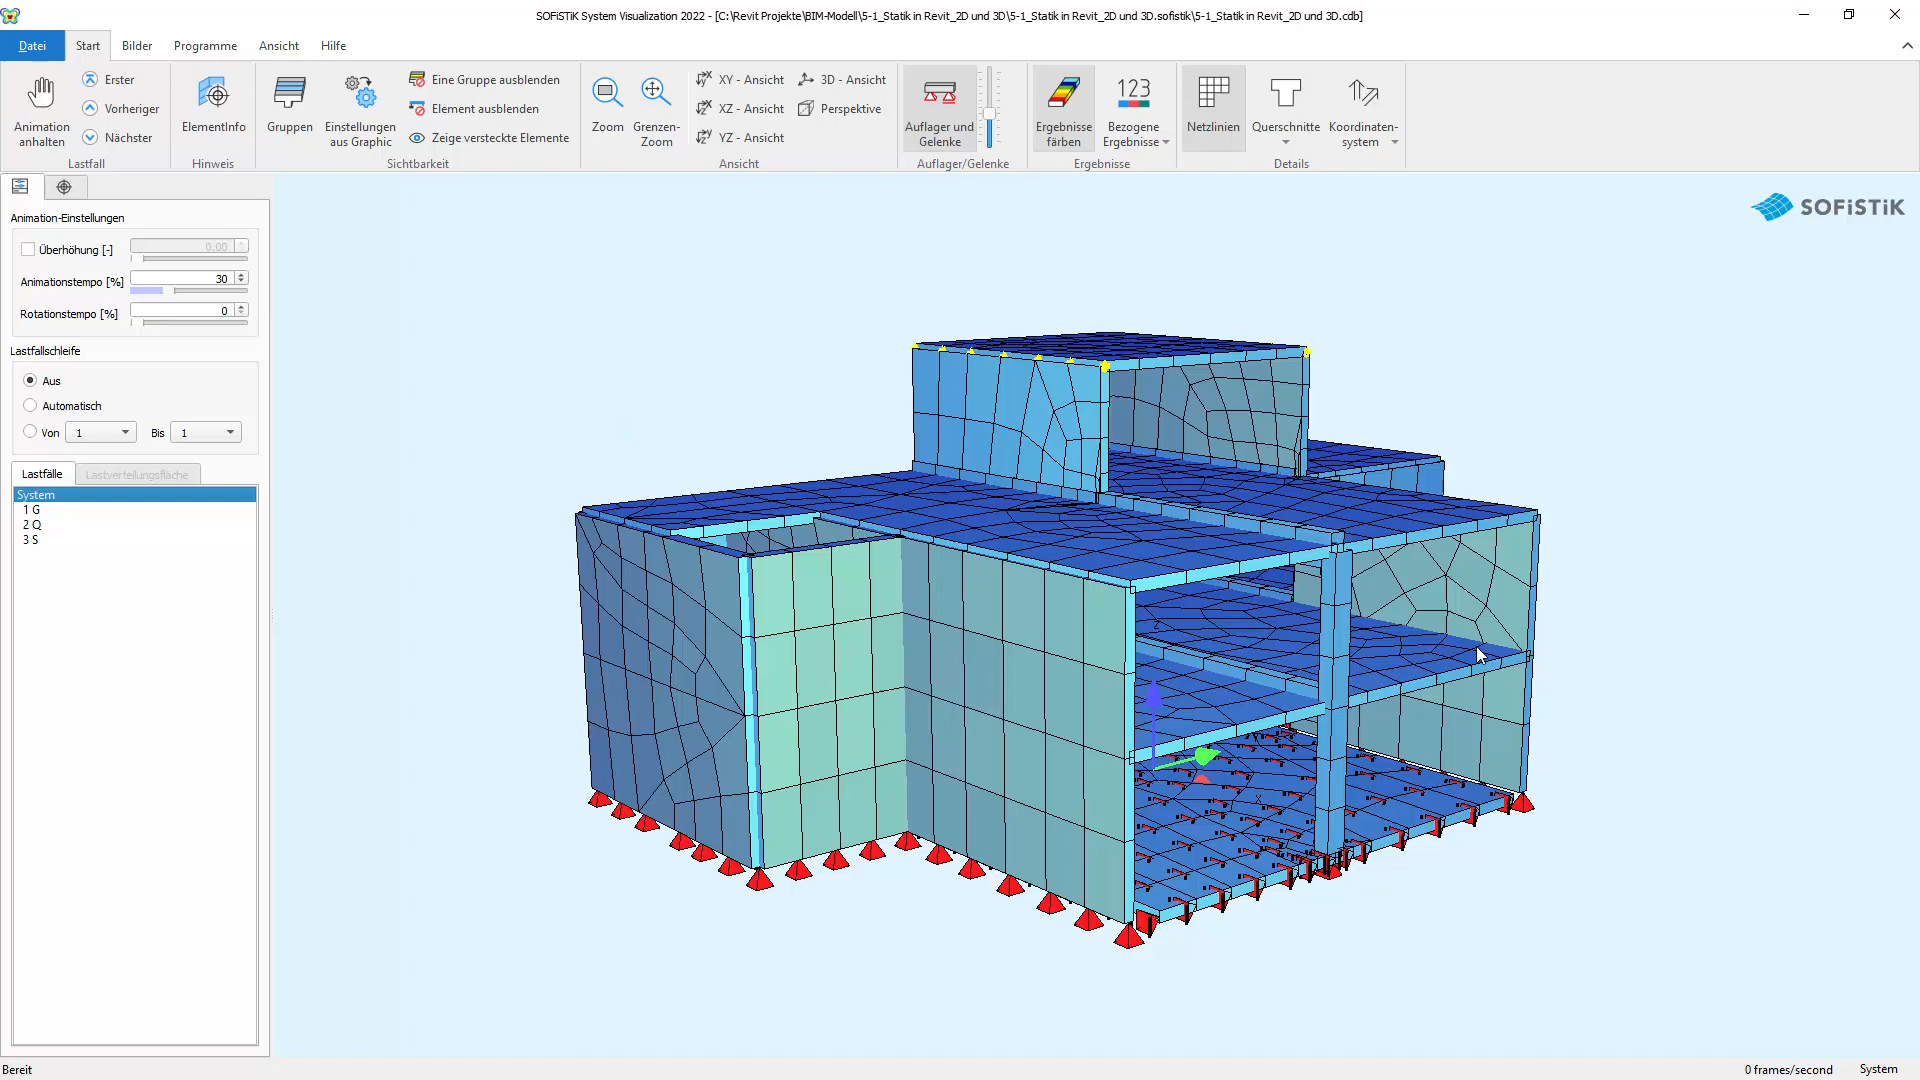 SOFiSTiK System Visualization 2022 - [C:\Revit Projekte\BIM-Modell\5-1_Statik in Revit_2D und 3D\5-1_Statik in Revit_2D und 3D.sofistik\5-1_Statik in Revit_2D und 3D.cdb]
Datei Start Bilder Programme Ansicht Hilfe
Animation anhalten
Erster
Vorheriger
Nächster
Lastfall
ElementInfo
Hinweis
Gruppen
Einstellungen aus Graphic
Eine Gruppe ausblenden
Element ausblenden
Zeige versteckte Elemente
Sichtbarkeit
Zoom
Grenzen-Zoom
XY - Ansicht
XZ - Ansicht
YZ - Ansicht
3D - Ansicht
Perspektive
Ansicht
Auflager und Gelenke
Auflager/Gelenke
Ergebnisse färben
123
Bezogene Ergebnisse
Ergebnisse
Netzlinien
Querschnitte
Koordinaten-system
Details
SOFiSTiK
Animation-Einstellungen
Überhöhung [-] 0.00
Animationstempo [%] 30
Rotationstempo [%] 0
Lastfallschleife
Aus
Automatisch
Von 1 Bis 1
Lastfälle Lastverteilungsfläche
System
1 G
2 Q
3 S
Z
X
Bereit
0 frames/second System